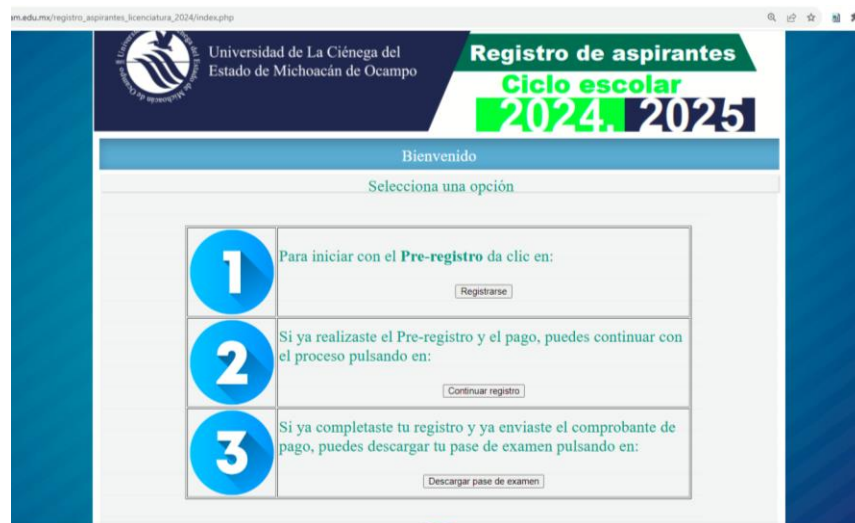 am.edu.mx/registro_aspirantes_licenciatura_2024/index.php
Universidad de La Ciénega del
Estado de Michoacán de Ocampo
Registro de aspirantes
Ciclo escolar
2024. 2025
Bienvenido
Selecciona una opción
1
Para iniciar con el Pre-registro da clic en:
Registrarse
2
Si ya realizaste el Pre-registro y el pago, puedes continuar con
el proceso pulsando en:
Continuar registro
3
Si ya completaste tu registro y ya enviaste el comprobante de
pago, puedes descargar tu pase de examen pulsando en:
Descargar pase de examen